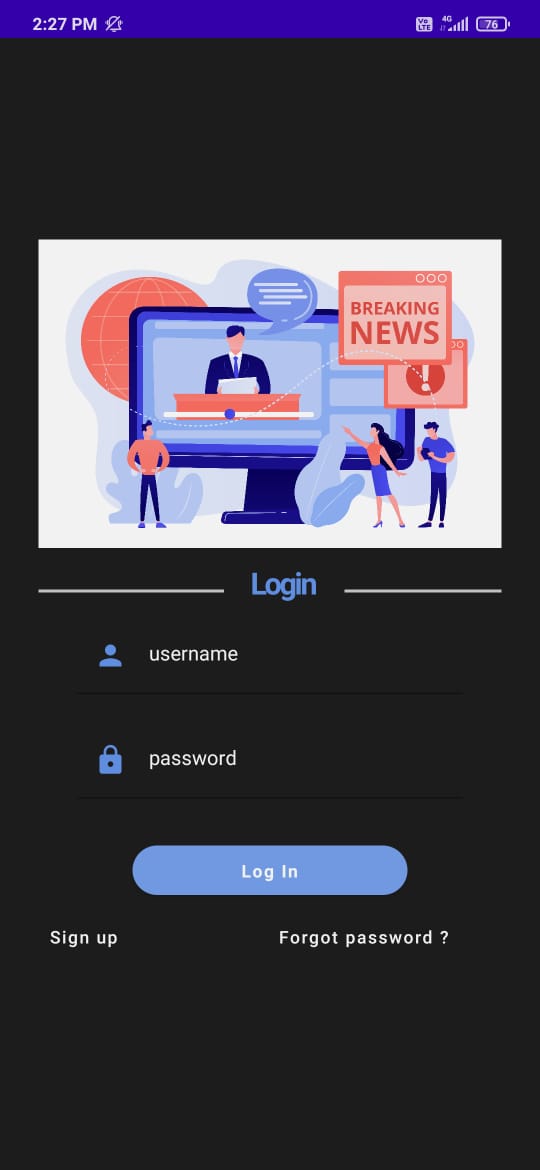 2:27 PM
Vo
LTE
4G
76
BREAKING
NEWS
!
Login
username
password
Log In
Sign up
Forgot password ?